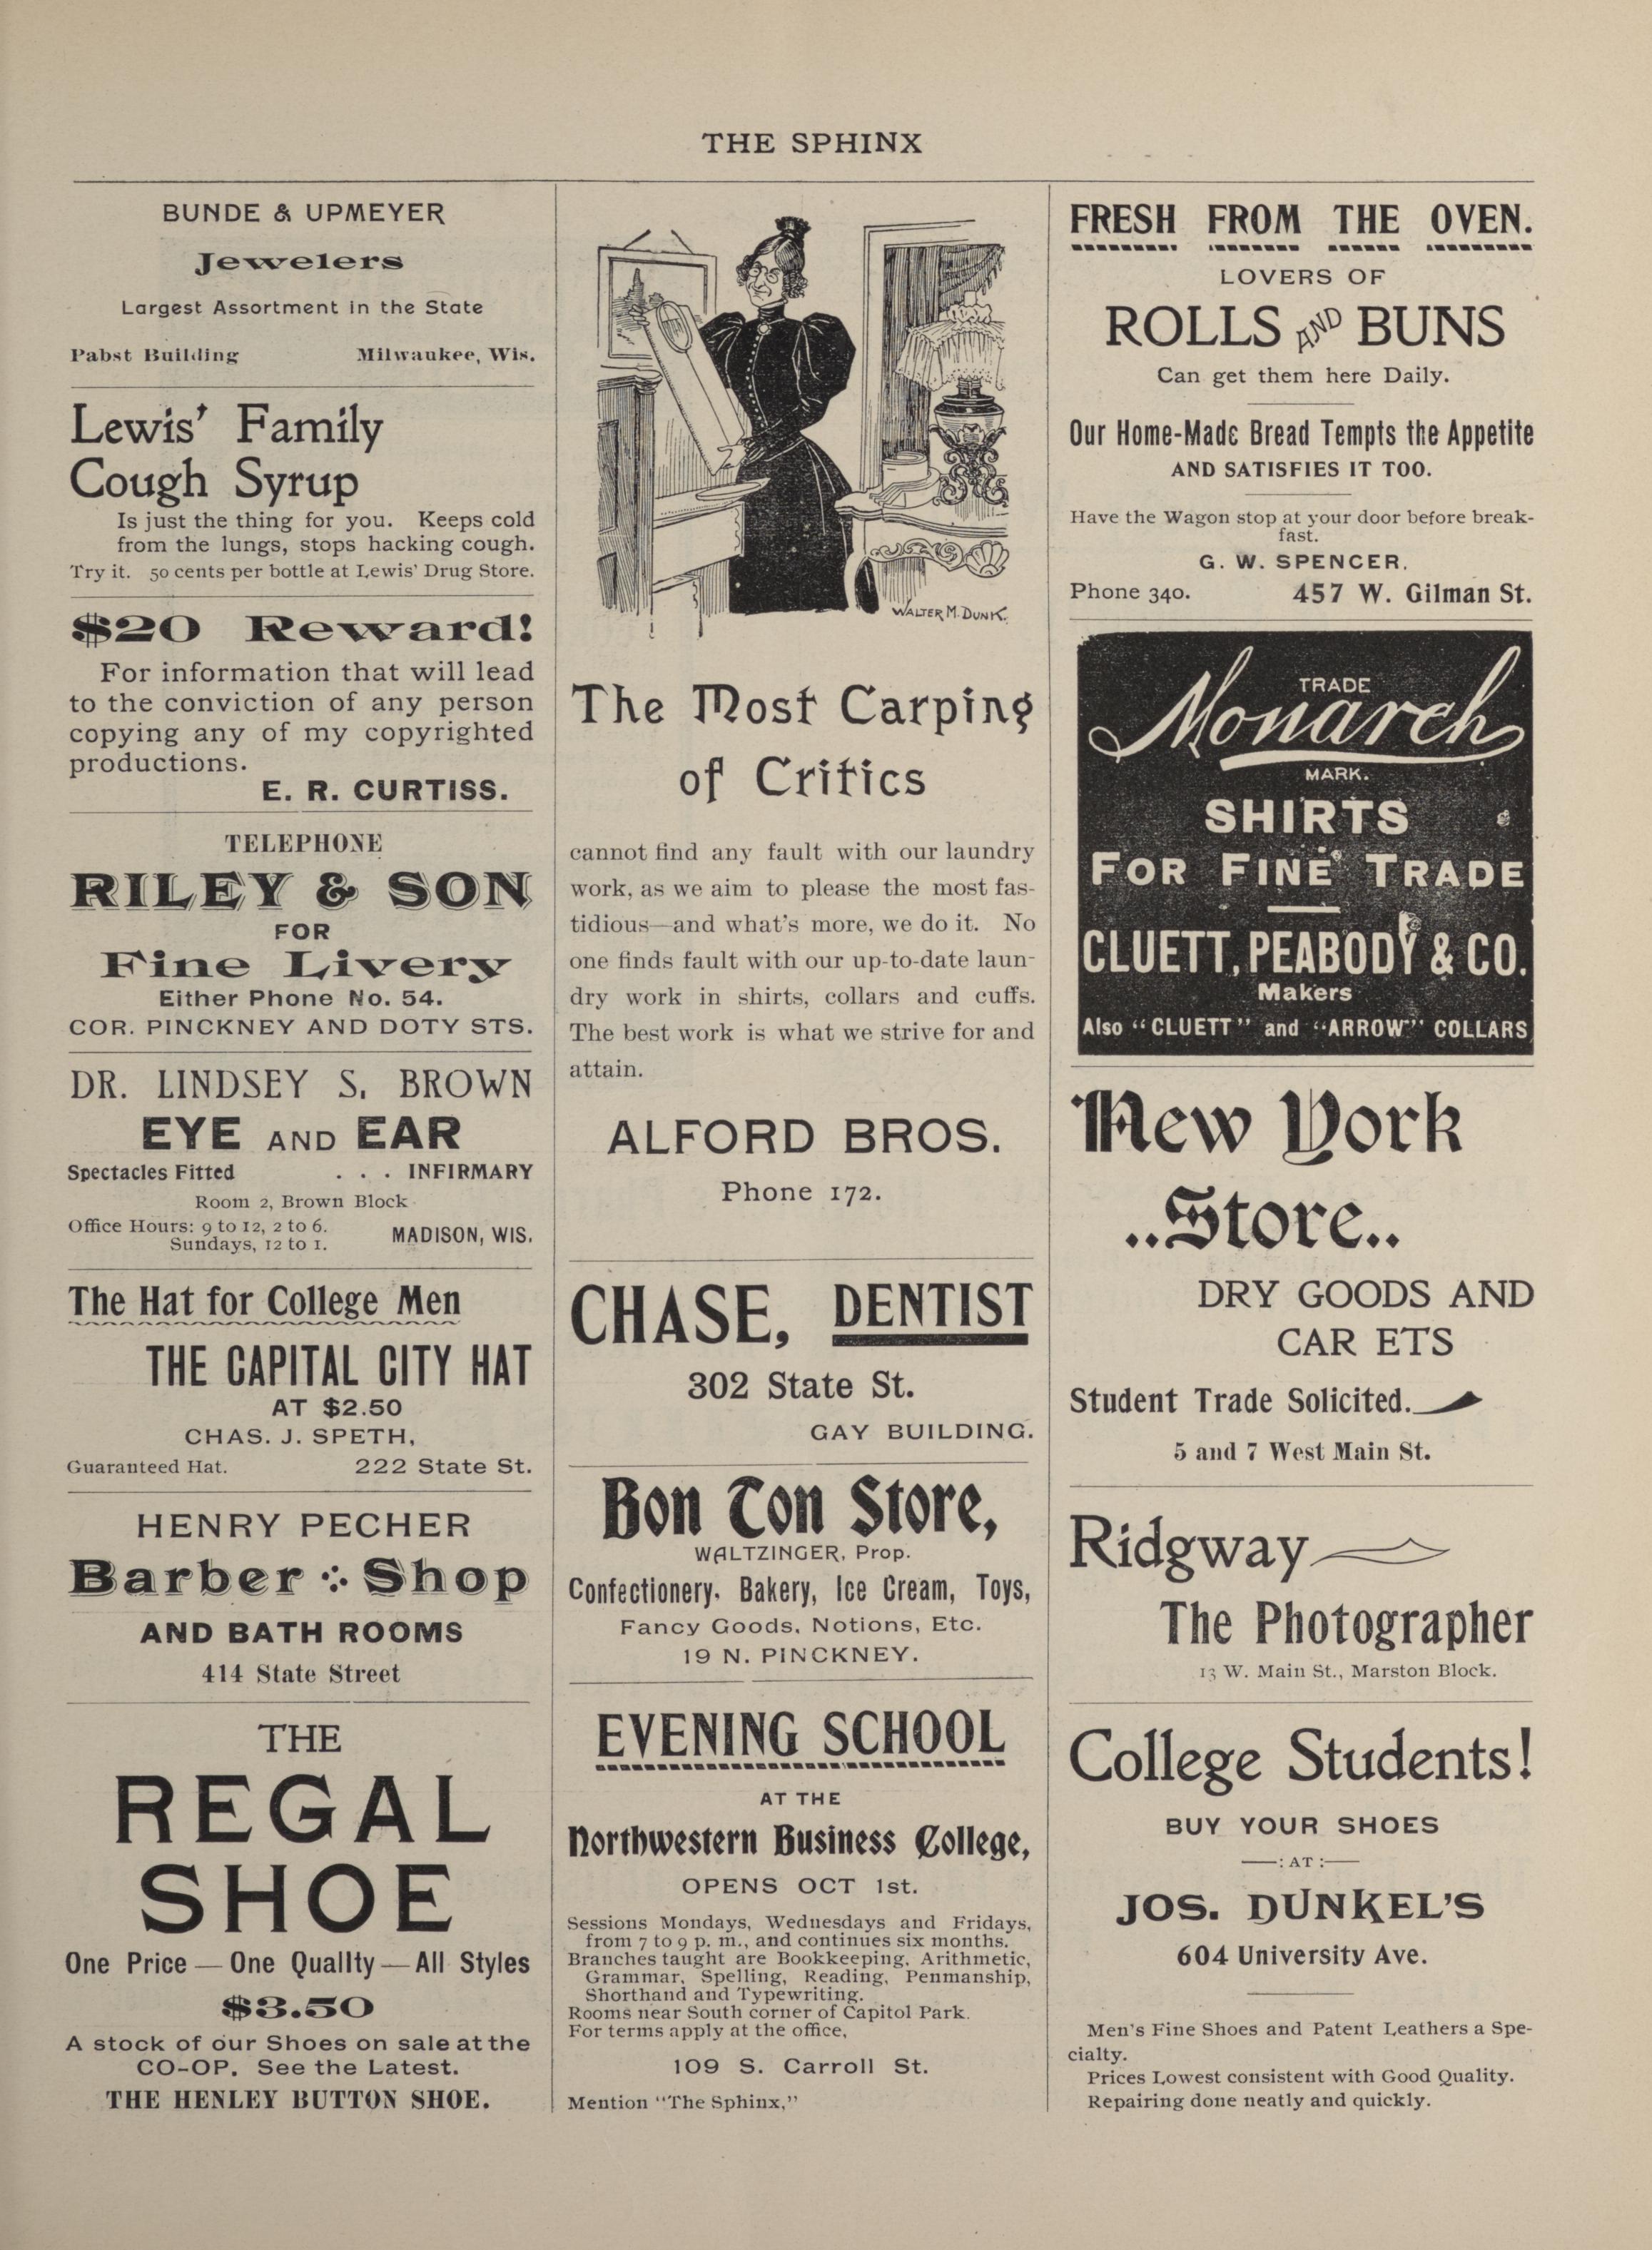 THE SPHINX
BUNDE & UPMEYER
Jewelers
Largest Assortment in the State
Pabst Building Milwaukee, Wis.
Lewis' Family
Cough Syrup
Is just the thing for you. Keeps cold
from the lungs, stops hacking cough.
Try it. 50 cents per bottle at Lewis' Drug Store.
$20 Reward!
For information that will lead
to the conviction of any person
copying any of my copyrighted
productions.
E. R. CURTISS.
TELEPHONE
RILEY & SON
FOR
Fine Livery
Either Phone No. 54.
COR. PINCKNEY AND DOTY STS.
DR. LINDSEY S. BROWN
EYE AND EAR
Spectacles Fitted . . . INFIRMARY
Room 2, Brown Block
Office Hours: 9 to 12, 2 to 6.
Sundays, 12 to 1.
MADISON, WIS.
The Hat for College Men
THE CAPITAL CITY HAT
AT $2.50
CHAS. J. SPETH,
Guaranteed Hat. 222 State St.
HENRY PECHER
Barber Shop
AND BATH ROOMS
414 State Street
THE
REGAL
SHOE
One Price — One Quality — All Styles
$3.50
A stock of our Shoes on sale at the
CO-OP. See the Latest.
THE HENLEY BUTTON SHOE.
WALTER M. DUNK.
The Most Carping
of Critics
cannot find any fault with our laundry
work, as we aim to please the most fas-
tidious—and what's more, we do it. No
one finds fault with our up-to-date laun-
dry work in shirts, collars and cuffs.
The best work is what we strive for and
attain.
ALFORD BROS.
Phone 172.
CHASE, DENTIST
302 State St.
GAY BUILDING.
Bon Ton Store,
WALTZINGER, Prop.
Confectionery, Bakery, Ice Cream, Toys,
Fancy Goods, Notions, Etc.
19 N. PINCKNEY.
EVENING SCHOOL
AT THE
Northwestern Business College,
OPENS OCT 1st.
Sessions Mondays, Wednesdays and Fridays,
from 7 to 9 p. m., and continues six months.
Branches taught are Bookkeeping, Arithmetic,
Grammar, Spelling, Reading, Penmanship,
Shorthand and Typewriting.
Rooms near South corner of Capitol Park.
For terms apply at the office,
109 S. Carroll St.
Mention "The Sphinx,"
FRESH FROM THE OVEN.
LOVERS OF
ROLLS AND BUNS
Can get them here Daily.
Our Home-Made Bread Tempts the Appetite
AND SATISFIES IT TOO.
Have the Wagon stop at your door before break-
fast.
G. W. SPENCER.
Phone 340. 457 W. Gilman St.
TRADE
Monarch
MARK.
SHIRTS
FOR FINE TRADE
CLUETT, PEABODY & CO.
Makers
Also "CLUETT" and "ARROW" COLLARS
New York
..Store..
DRY GOODS AND
CAR ETS
Student Trade Solicited.
5 and 7 West Main St.
Ridgway
The Photographer
13 W. Main St., Marston Block.
College Students!
BUY YOUR SHOES
—: AT :—
JOS. DUNKEL'S
604 University Ave.
Men's Fine Shoes and Patent Leathers a Spe-
cialty.
Prices Lowest consistent with Good Quality.
Repairing done neatly and quickly.